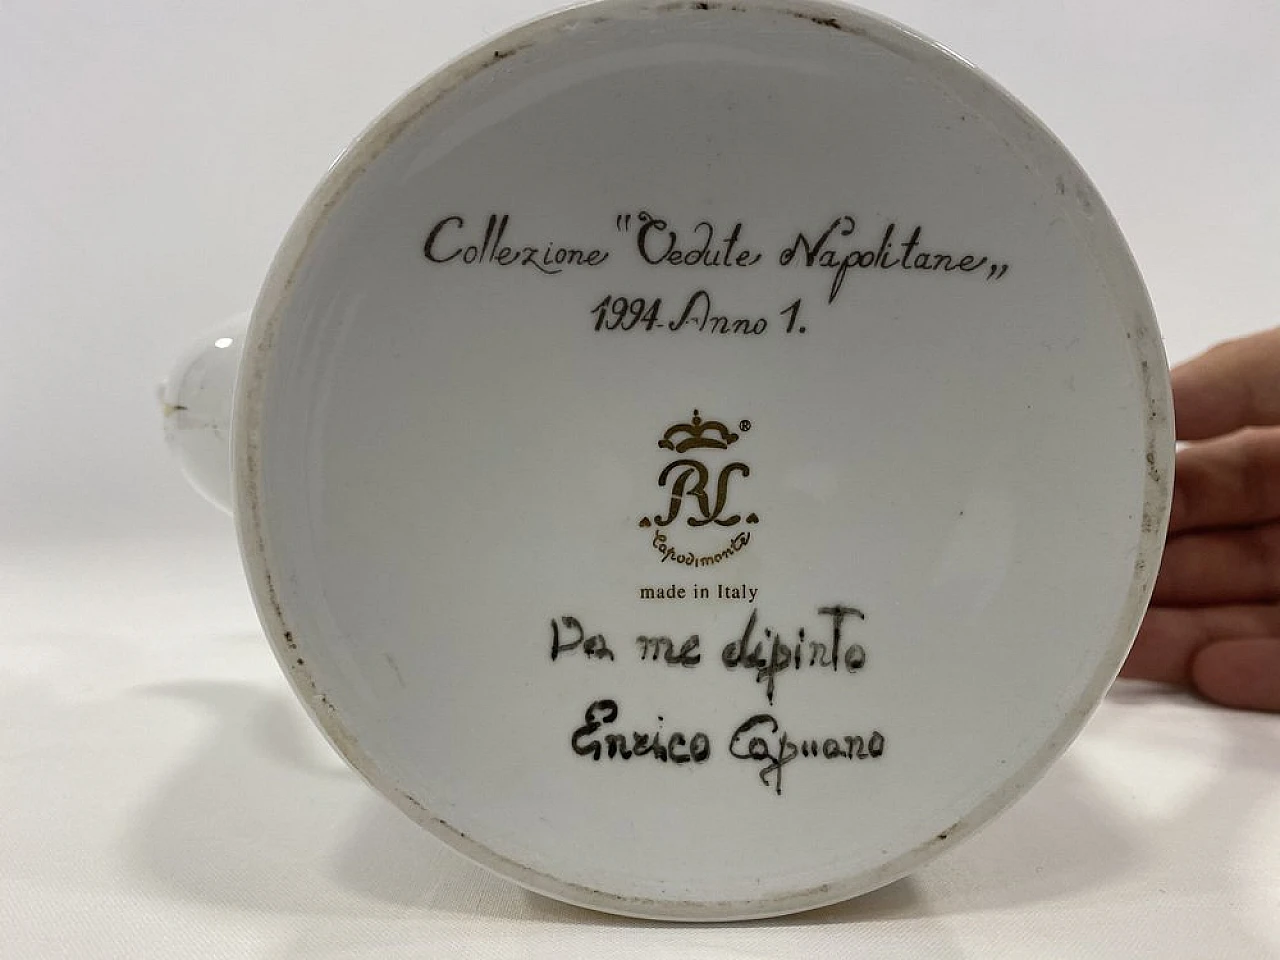 Collezione "Vedute Napolitane„
1994-Anno 1.
®
RL
Capodimonte
made in Italy
Da me dipinto
Enrico Capuano